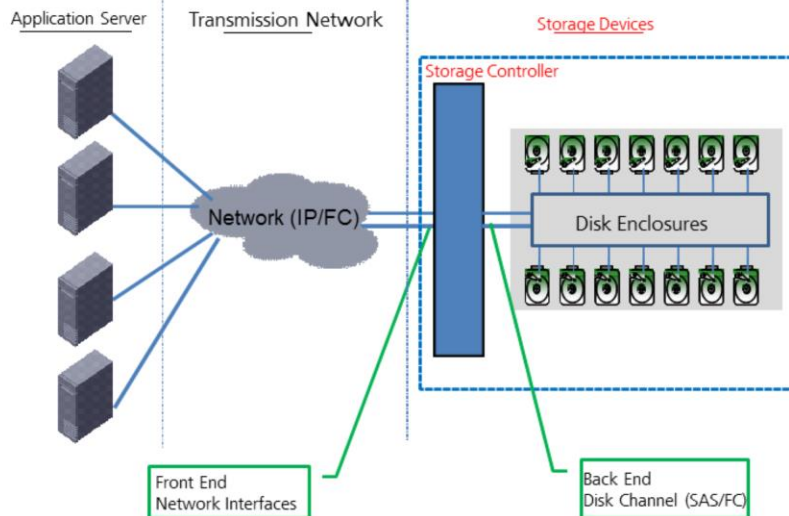 Application Server
Transmission Network
Storage Devices
Storage Controller
Network (IP/FC)
Disk Enclosures
Front End
Network Interfaces
Back End
Disk Channel (SAS/FC)